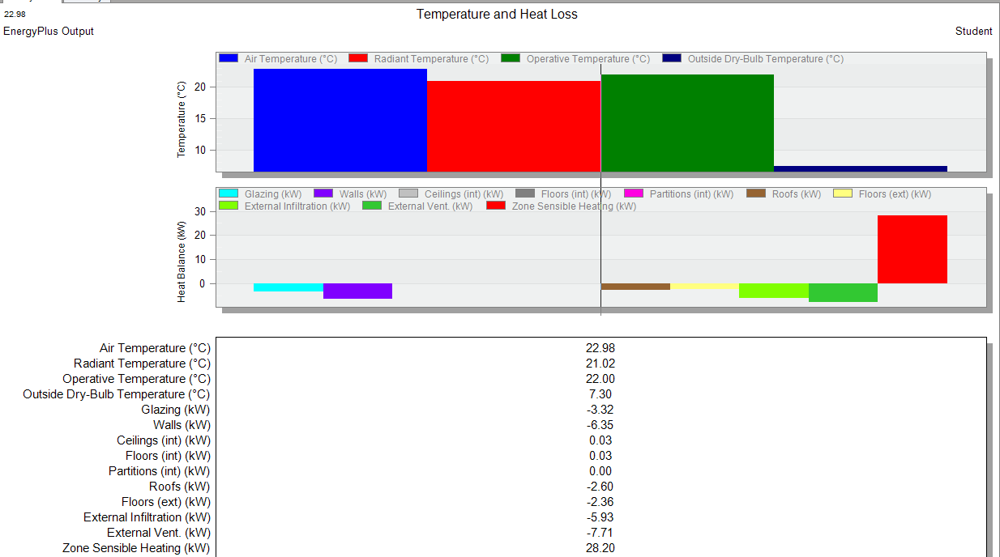 Temperature and Heat Loss
22.98
EnergyPlus Output Student
Air Temperature (°C) Radiant Temperature (°C) Operative Temperature (°C) Outside Dry-Bulb Temperature (°C)
Temperature (°C)
20
15
10
Glazing (kW) Walls (kW) Ceilings (int) (kW) Floors (int) (kW) Partitions (int) (kW) Roofs (kW) Floors (ext) (kW)
External Infiltration (kW) External Vent. (kW) Zone Sensible Heating (kW)
Heat Balance (kW)
30
20
10
0
Air Temperature (°C) 22.98
Radiant Temperature (°C) 21.02
Operative Temperature (°C) 22.00
Outside Dry-Bulb Temperature (°C) 7.30
Glazing (kW) -3.32
Walls (kW) -6.35
Ceilings (int) (kW) 0.03
Floors (int) (kW) 0.03
Partitions (int) (kW) 0.00
Roofs (kW) -2.60
Floors (ext) (kW) -2.36
External Infiltration (kW) -5.93
External Vent. (kW) -7.71
Zone Sensible Heating (kW) 28.20